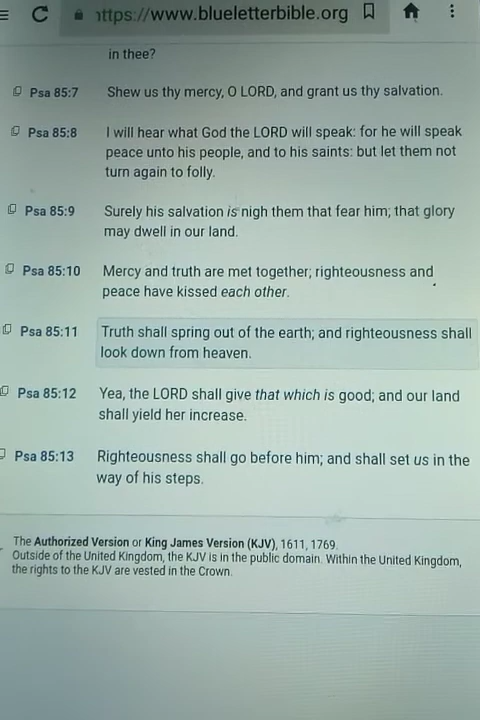 https://www.blueletterbible.org
in thee?
Psa 85:7 Shew us thy mercy, O LORD, and grant us thy salvation.
Psa 85:8 I will hear what God the LORD will speak: for he will speak
peace unto his people, and to his saints: but let them not
turn again to folly.
Psa 85:9 Surely his salvation is nigh them that fear him; that glory
may dwell in our land.
Psa 85:10 Mercy and truth are met together; righteousness and
peace have kissed each other.
Psa 85:11 Truth shall spring out of the earth; and righteousness shall
look down from heaven.
Psa 85:12 Yea, the LORD shall give that which is good; and our land
shall yield her increase.
Psa 85:13 Righteousness shall go before him; and shall set us in the
way of his steps.
The Authorized Version or King James Version (KJV), 1611, 1769.
Outside of the United Kingdom, the KJV is in the public domain. Within the United Kingdom,
the rights to the KJV are vested in the Crown.